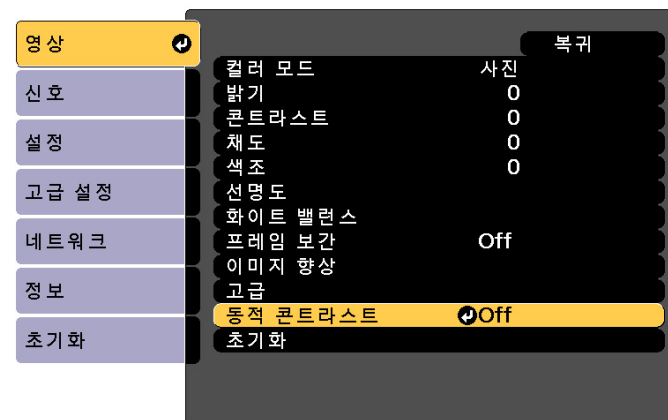 영상
신호
설정
고급 설정
네트워크
정보
초기화
복귀
컬러 모드 사진
밝기 0
콘트라스트 0
채도 0
색조 0
선명도
화이트 밸런스
프레임 보간 Off
이미지 향상
고급
동적 콘트라스트 Off
초기화